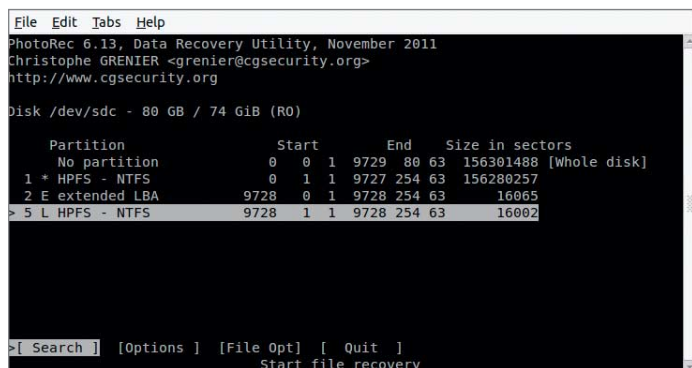 File Edit Tabs Help
PhotoRec 6.13, Data Recovery Utility, November 2011
Christophe GRENIER <grenier@cgsecurity.org>
http://www.cgsecurity.org
Disk /dev/sdc - 80 GB / 74 GiB (RO)
Partition Start End Size in sectors
No partition 0 0 1 9729 80 63 156301488 [Whole disk]
1 * HPFS - NTFS 0 1 1 9727 254 63 156280257
2 E extended LBA 9728 0 1 9728 254 63 16065
> 5 L HPFS - NTFS 9728 1 1 9728 254 63 16002
>[ Search ] [Options ] [File Opt] [ Quit ]
Start file recovery